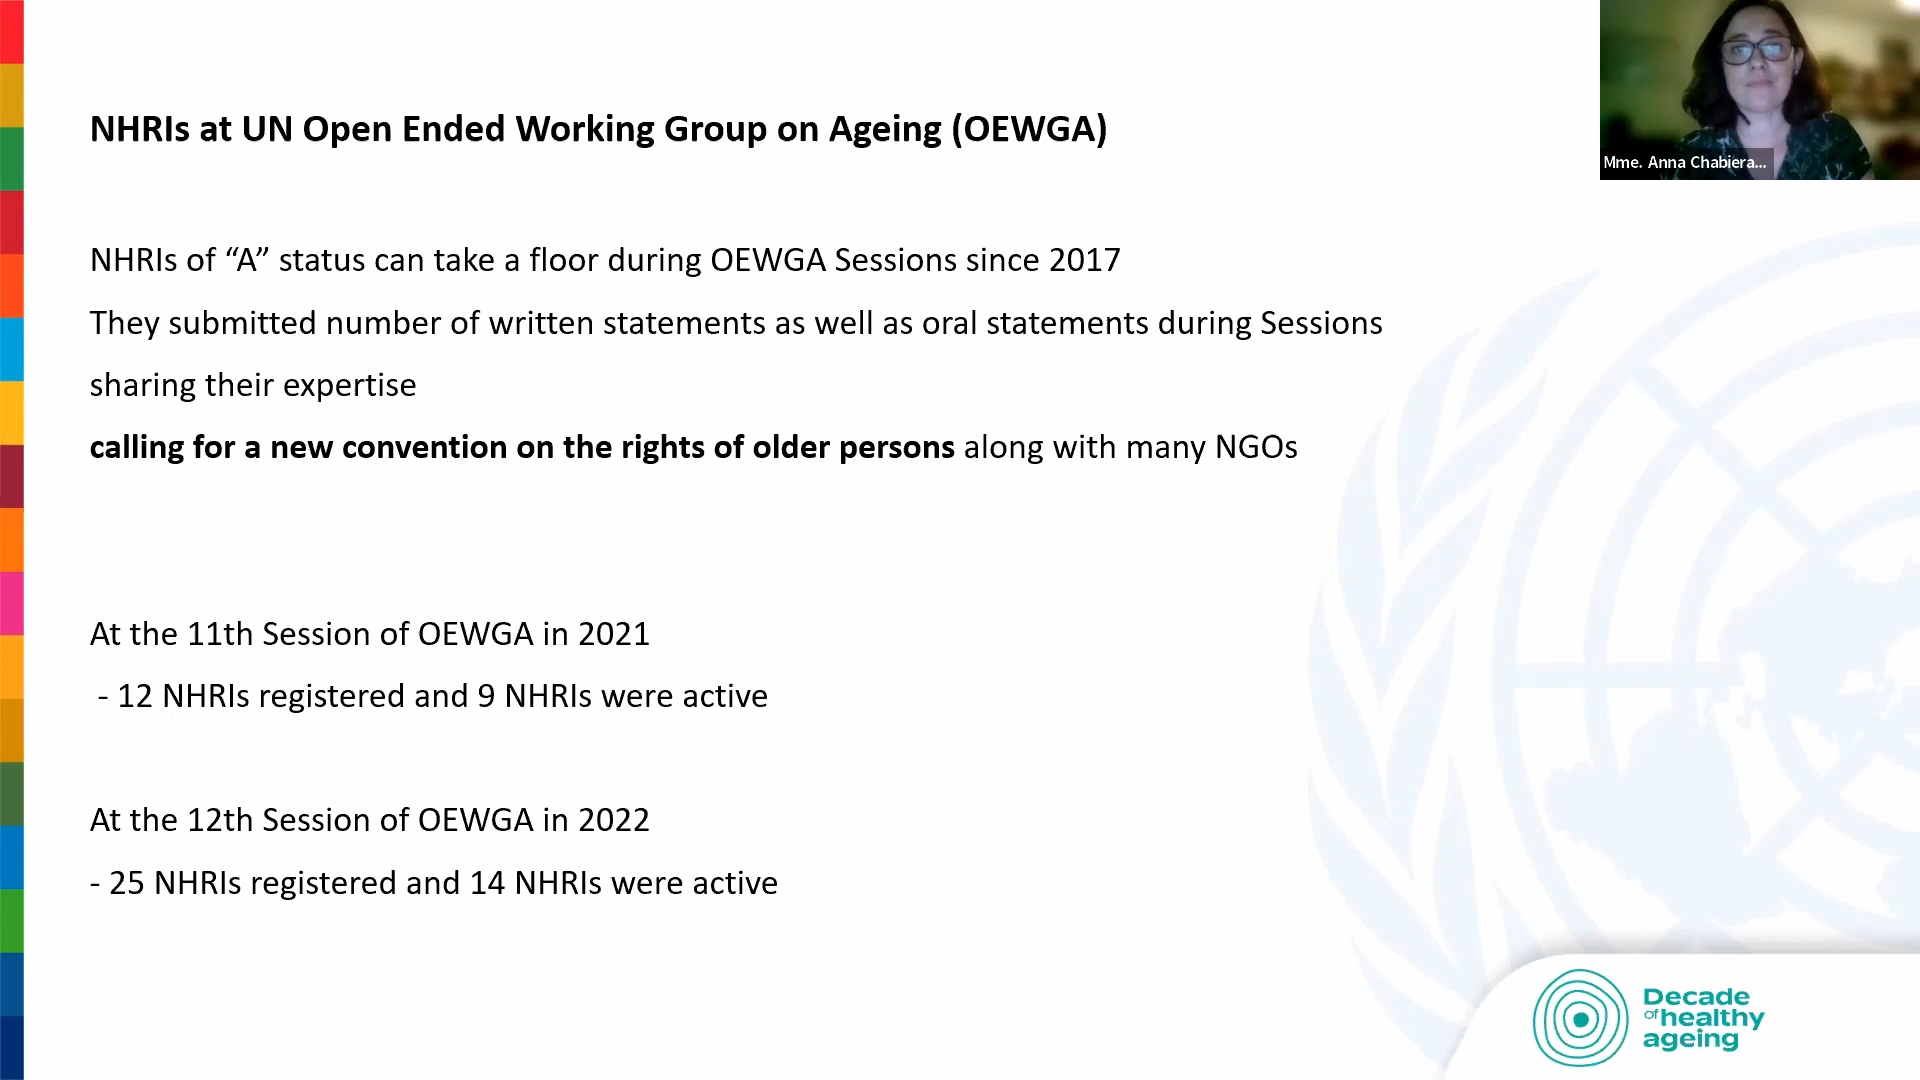 NHRIs at UN Open Ended Working Group on Ageing (OEWGA)
Mme. Anna Chabiera...
NHRIs of “A” status can take a floor during OEWGA Sessions since 2017
They submitted number of written statements as well as oral statements during Sessions
sharing their expertise
calling for a new convention on the rights of older persons along with many NGOs
At the 11th Session of OEWGA in 2021
- 12 NHRIs registered and 9 NHRIs were active
At the 12th Session of OEWGA in 2022
- 25 NHRIs registered and 14 NHRIs were active
Decade
of healthy
ageing